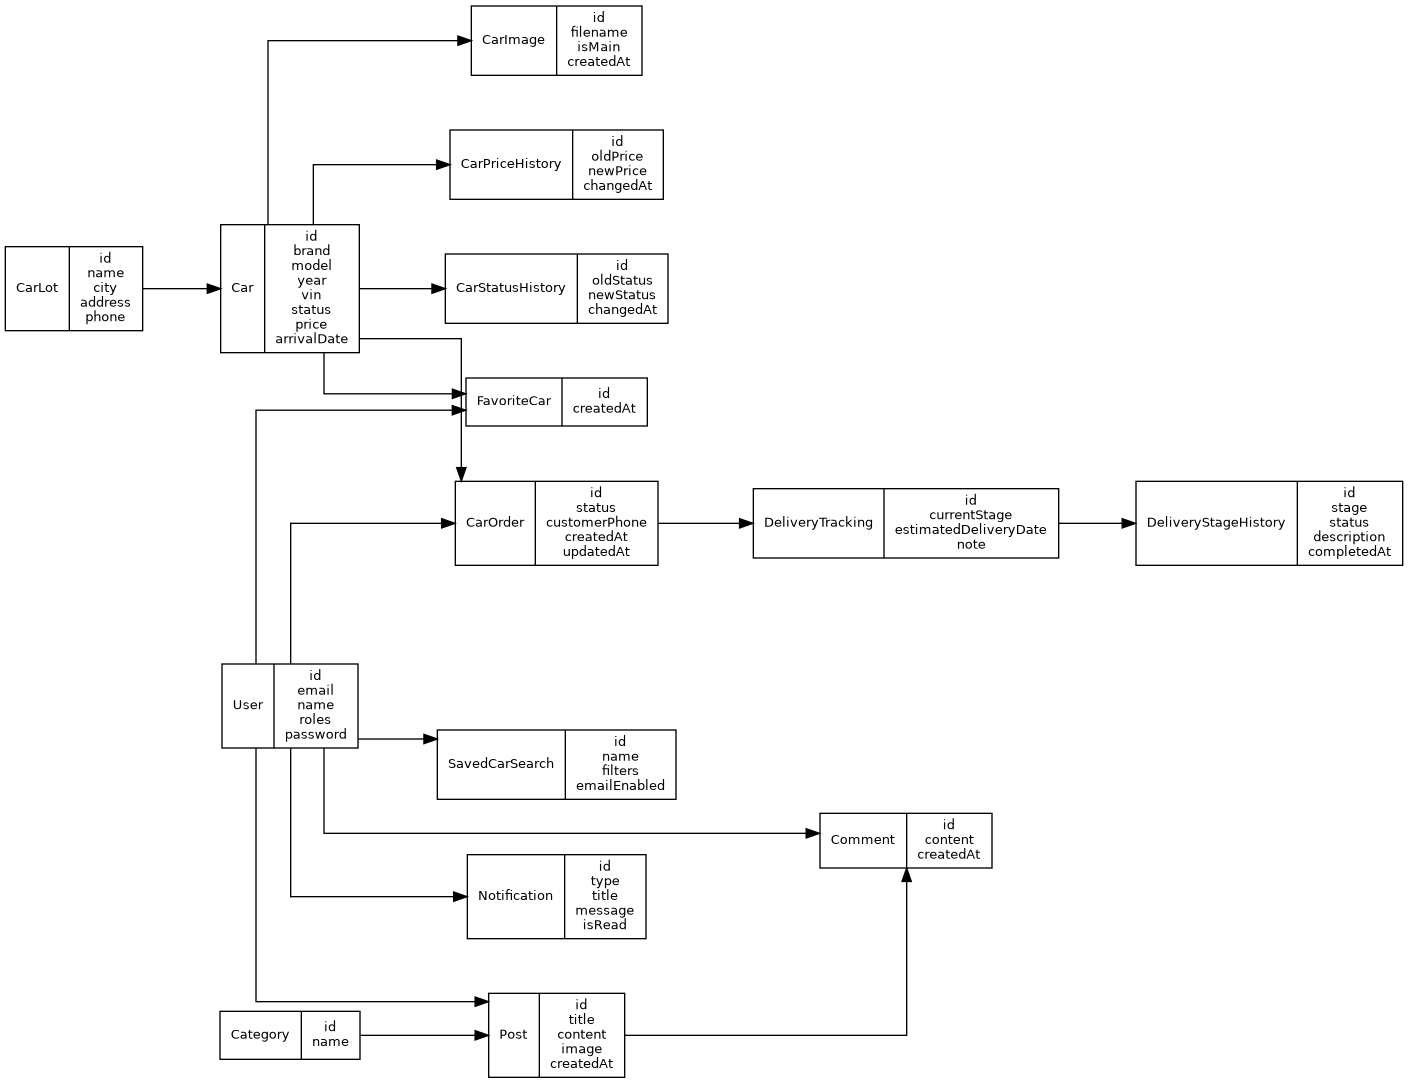 CarImage
id
filename
isMain
createdAt
CarPriceHistory
id
oldPrice
newPrice
changedAt
CarLot
id
name
city
address
phone
Car
id
brand
model
year
vin
status
price
arrivalDate
CarStatusHistory
id
oldStatus
newStatus
changedAt
FavoriteCar
id
createdAt
CarOrder
id
status
customerPhone
createdAt
updatedAt
DeliveryTracking
id
currentStage
estimatedDeliveryDate
note
DeliveryStageHistory
id
stage
status
description
completedAt
User
id
email
name
roles
password
SavedCarSearch
id
name
filters
emailEnabled
Comment
id
content
createdAt
Notification
id
type
title
message
isRead
Category
id
name
Post
id
title
content
image
createdAt